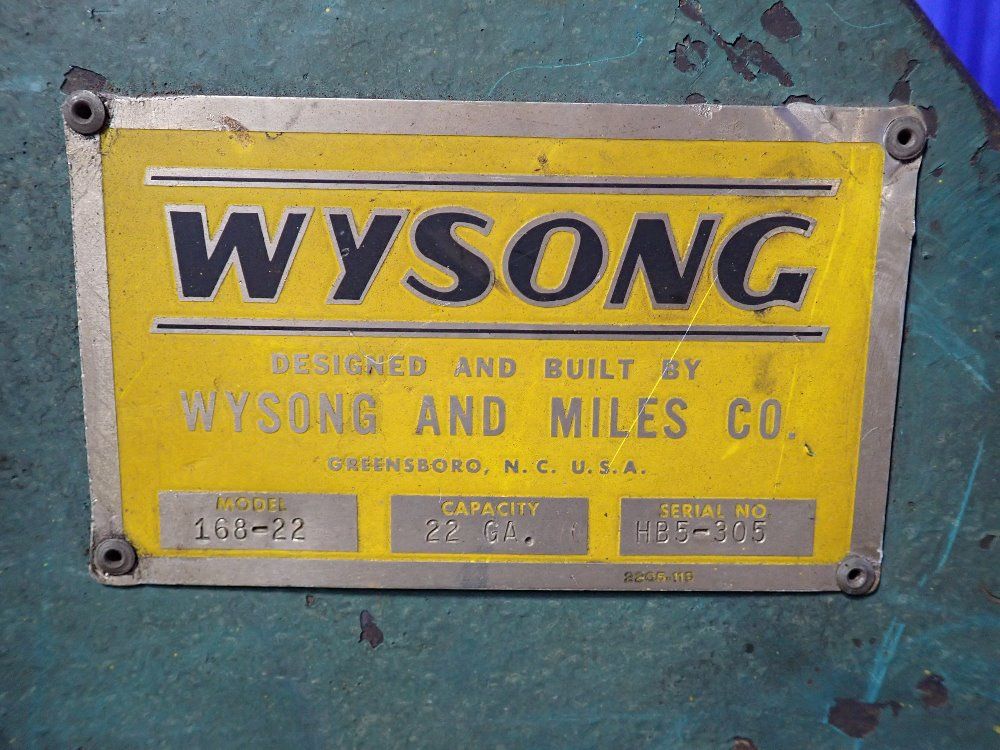 WYSONG
DESIGNED AND BUILT BY
WYSONG AND MILES CO.
GREENSBORO, N.C. U.S.A.
MODEL CAPACITY SERIAL NO
168-22 22 GA. HB5-305